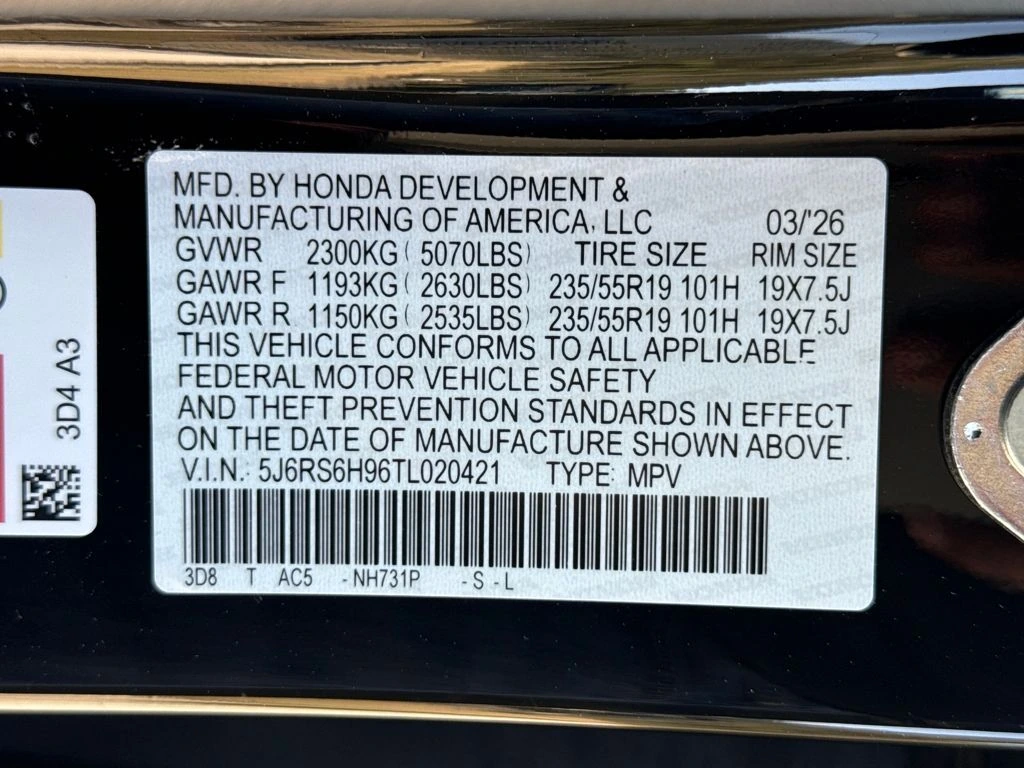 MFD. BY HONDA DEVELOPMENT &
MANUFACTURING OF AMERICA, LLC 03/'26
GVWR 2300KG ( 5070LBS) TIRE SIZE RIM SIZE
GAWR F 1193KG ( 2630LBS) 235/55R19 101H 19X7.5J
GAWR R 1150KG ( 2535LBS) 235/55R19 101H 19X7.5J
THIS VEHICLE CONFORMS TO ALL APPLICABLE
FEDERAL MOTOR VEHICLE SAFETY
AND THEFT PREVENTION STANDARDS IN EFFECT
ON THE DATE OF MANUFACTURE SHOWN ABOVE.
V.I.N.: 5J6RS6H96TL020421 TYPE: MPV
3D8 T AC5 -NH731P -S-L
3D4 A3